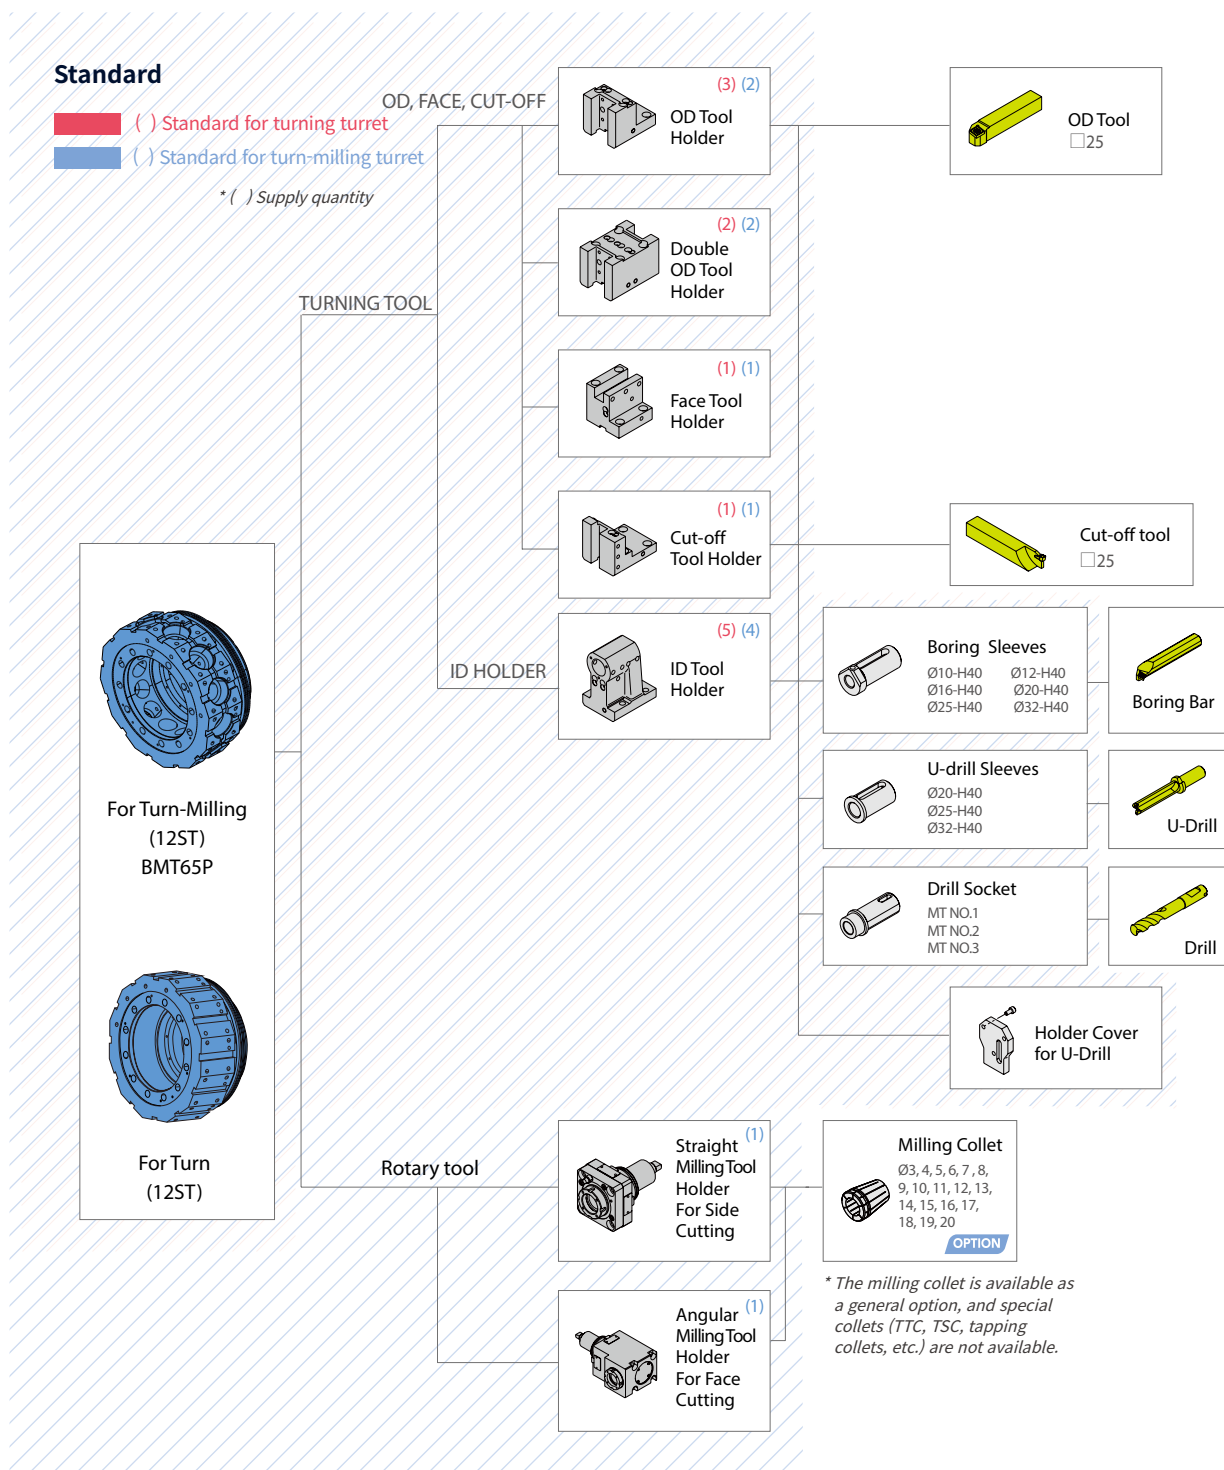 Standard
( ) Standard for turning turret
( ) Standard for turn-milling turret
* ( ) Supply quantity
OD, FACE, CUT-OFF
(3) (2)
OD Tool
Holder
OD Tool
□25
(2) (2)
Double
OD Tool
Holder
TURNING TOOL
(1) (1)
Face Tool
Holder
(1) (1)
Cut-off
Tool Holder
Cut-off tool
□25
ID HOLDER
(5) (4)
ID Tool
Holder
Boring Sleeves
Ø10-H40 Ø12-H40
Ø16-H40 Ø20-H40
Ø25-H40 Ø32-H40
Boring Bar
U-drill Sleeves
Ø20-H40
Ø25-H40
Ø32-H40
U-Drill
Drill Socket
MT NO.1
MT NO.2
MT NO.3
Drill
Holder Cover
for U-Drill
For Turn-Milling
(12ST)
BMT65P
For Turn
(12ST)
Rotary tool
(1)
Straight
Milling Tool
Holder
For Side
Cutting
Milling Collet
Ø3, 4, 5, 6, 7 , 8,
9, 10, 11, 12, 13,
14, 15, 16, 17,
18, 19, 20
OPTION
* The milling collet is available as
a general option, and special
collets (TTC, TSC, tapping
collets, etc.) are not available.
(1)
Angular
Milling Tool
Holder
For Face
Cutting